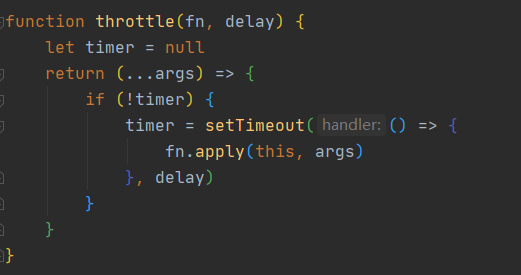 function throttle(fn, delay) {
    let timer = null
    return (...args) => {
        if (!timer) {
            timer = setTimeout( handler: () => {
                fn.apply(this, args)
            }, delay)
        }
    }
}